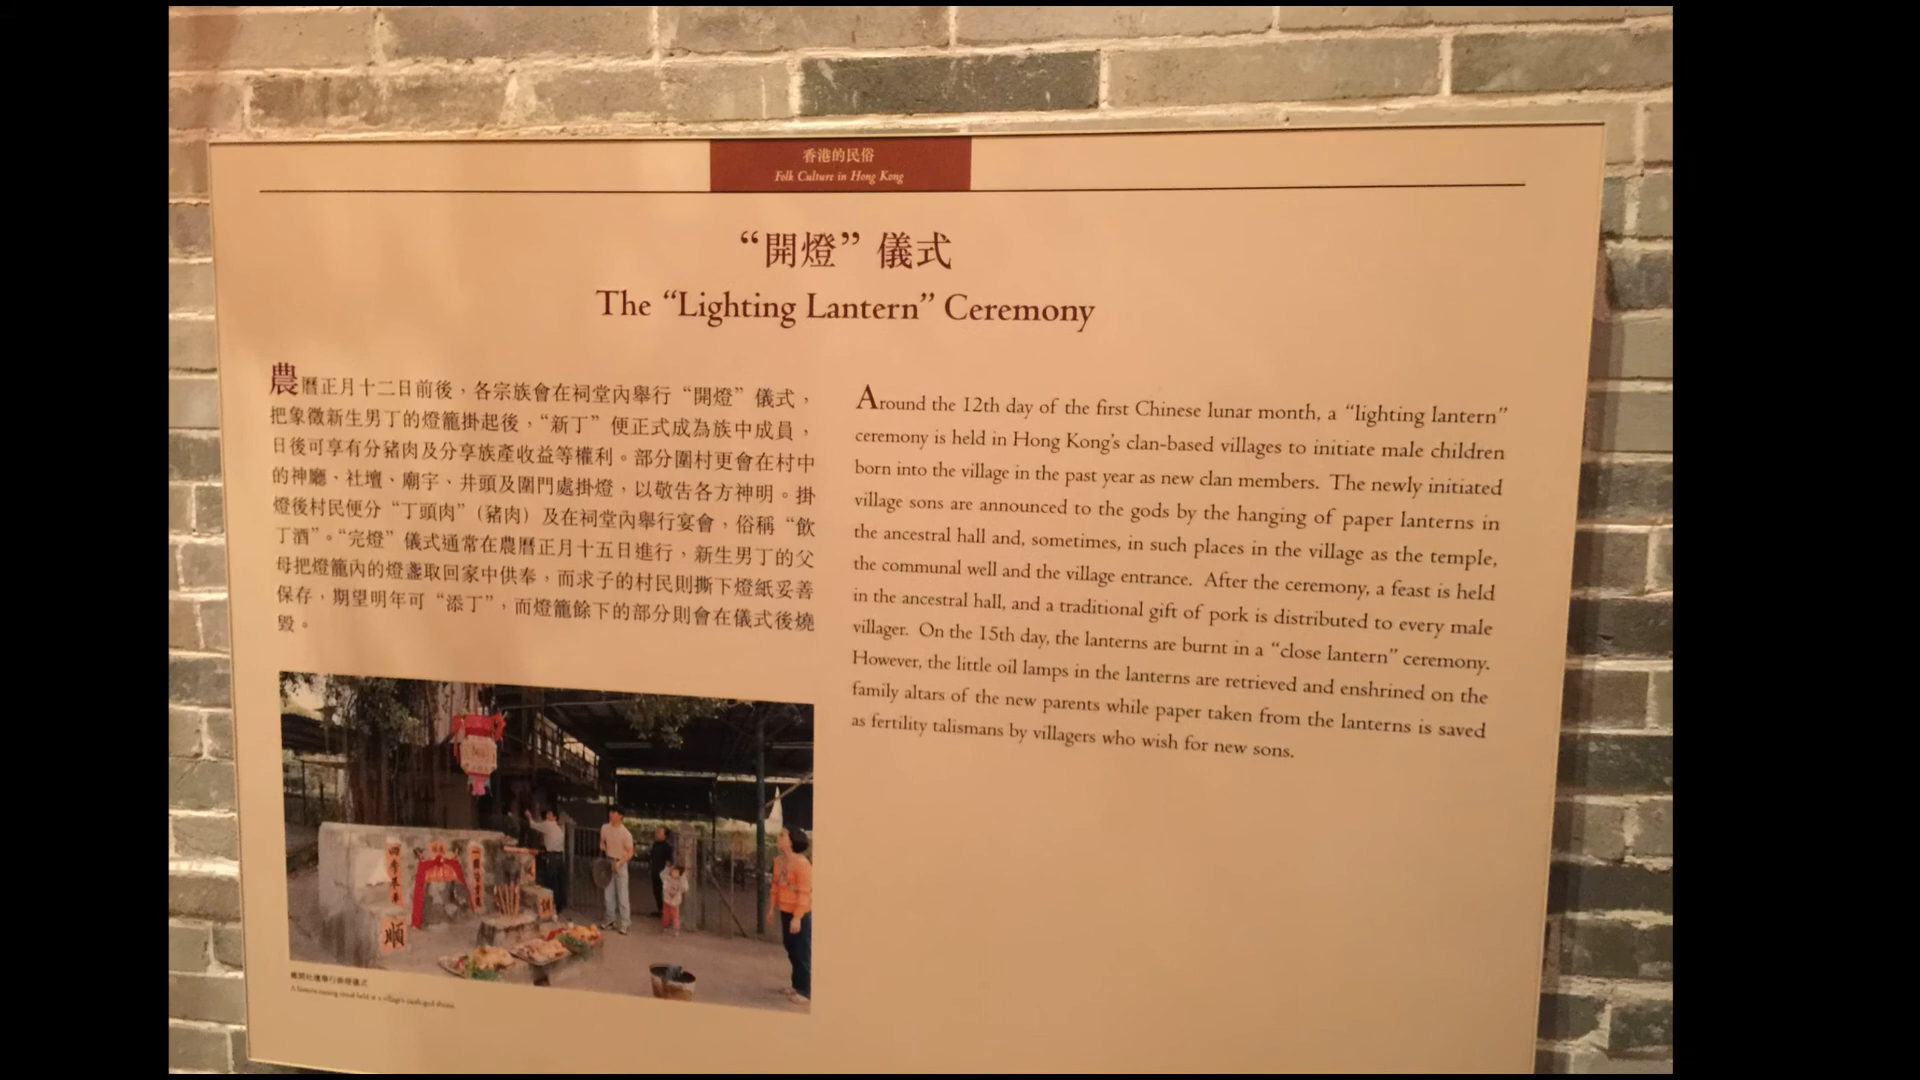 香港的民俗
Folk Culture in Hong Kong
“開燈” 儀式
The “Lighting Lantern” Ceremony
農曆正月十二日前後，各宗族會在祠堂內舉行“開燈”儀式，
把象徵新生男丁的燈籠掛起後，“新丁”便正式成為族中成員，
日後可享有分豬肉及分享族產收益等權利。部分圍村更會在村中
的神廳、社壇、廟宇、井頭及圍門處掛燈，以敬告各方神明。掛
燈後村民便分“丁頭肉”（豬肉）及在祠堂內舉行宴會，俗稱“飲
丁酒”。“完燈”儀式通常在農曆正月十五日進行，新生男丁的父
母把燈籠內的燈盞取回家中供奉，而求子的村民則撕下燈紙妥善
保存，期望明年可“添丁”，而燈籠餘下的部分則會在儀式後燒
毀。
Around the 12th day of the first Chinese lunar month, a “lighting lantern”
ceremony is held in Hong Kong’s clan-based villages to initiate male children
born into the village in the past year as new clan members. The newly initiated
village sons are announced to the gods by the hanging of paper lanterns in
the ancestral hall and, sometimes, in such places in the village as the temple,
the communal well and the village entrance. After the ceremony, a feast is held
in the ancestral hall, and a traditional gift of pork is distributed to every male
villager. On the 15th day, the lanterns are burnt in a “close lantern” ceremony.
However, the little oil lamps in the lanterns are retrieved and enshrined on the
family altars of the new parents while paper taken from the lanterns is saved
as fertility talismans by villagers who wish for new sons.
順
社壇舉行掛燈儀式
held at a village's